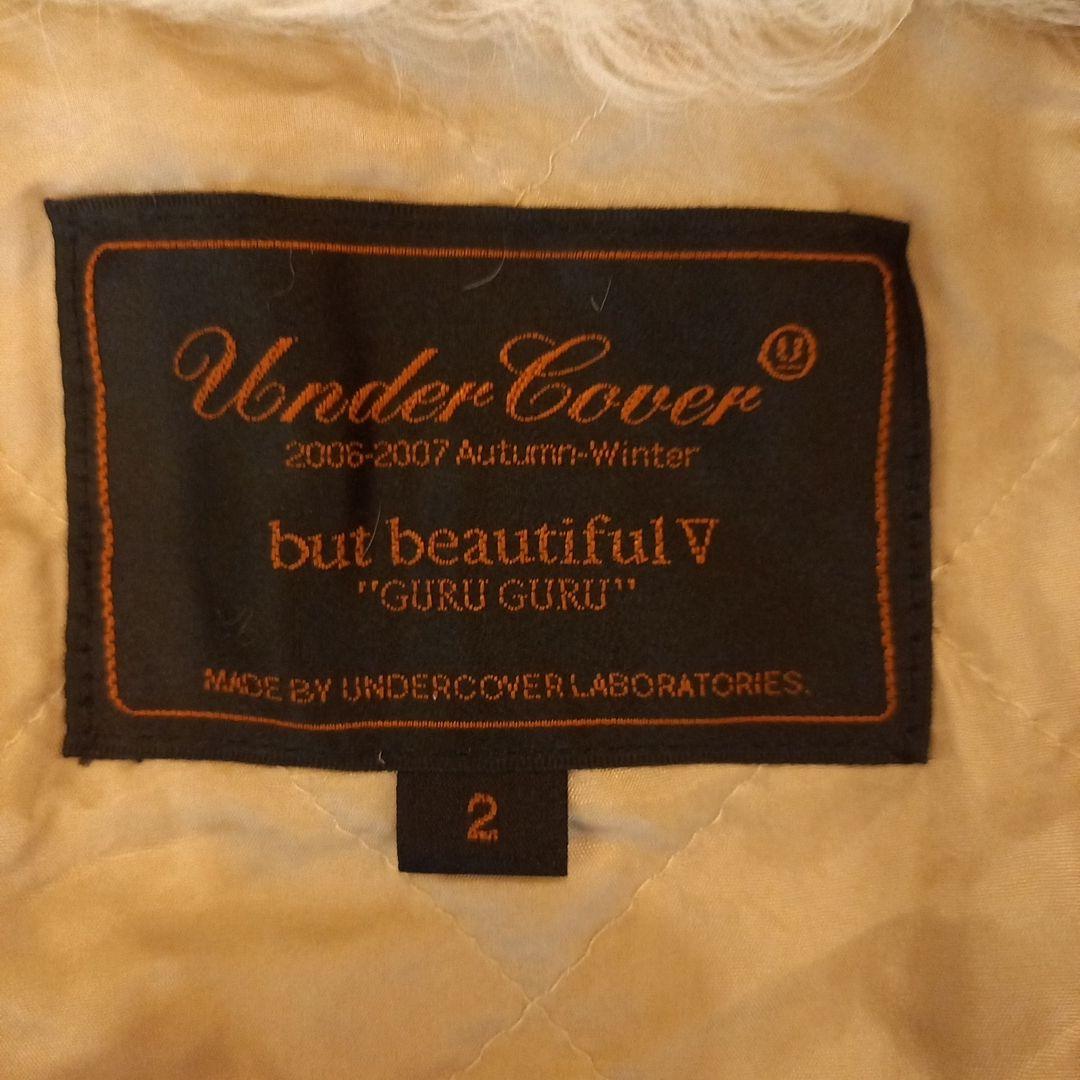 UnderCover U
2006-2007 Autumn-Winter
but beautiful V
"GURU GURU"
MADE BY UNDERCOVER LABORATORIES.
2